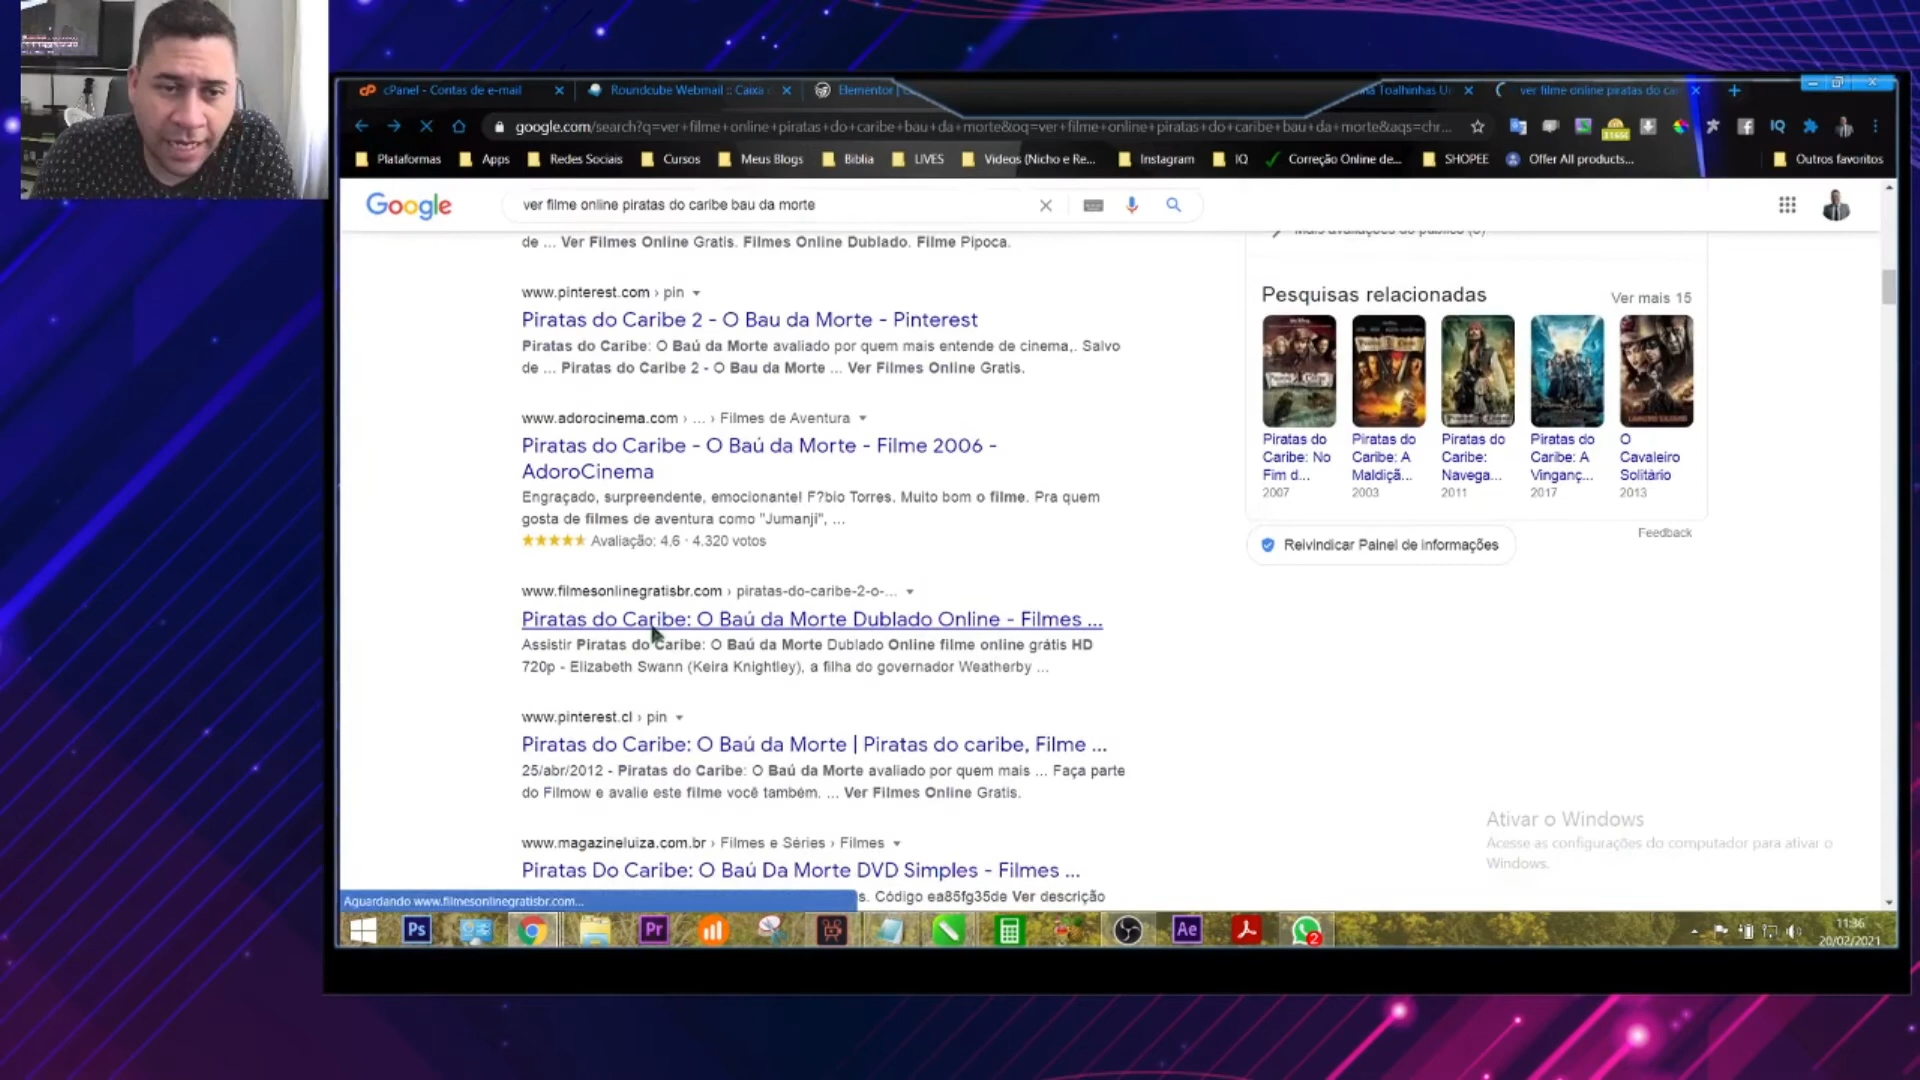 cPanel - Contas de e-mail
Roundcube Webmail :: Caixa
Elementor |
Toalhinhas
ver filme online piratas do ca
google.com/search?q=ver+filme+online+piratas+do+caribe+bau+da+morte&oq=ver+filme+online+piratas+do+caribe+bau+da+morte&aqs=chr...
Plataformas
Apps
Redes Sociais
Cursos
Meus Blogs
Biblia
LIVES
Videos (Nicho e Re...
Instagram
IQ
Correção Online de...
SHOPEE
Offer All products...
Outros favoritos
Google
ver filme online piratas do caribe bau da morte
de ... Ver Filmes Online Gratis. Filmes Online Dublado. Filme Pipoca.
www.pinterest.com › pin
Piratas do Caribe 2 - O Bau da Morte - Pinterest
Piratas do Caribe: O Baú da Morte avaliado por quem mais entende de cinema,. Salvo
de ... Piratas do Caribe 2 - O Bau da Morte ... Ver Filmes Online Gratis.
www.adorocinema.com › ... › Filmes de Aventura
Piratas do Caribe - O Baú da Morte - Filme 2006 -
AdoroCinema
Engraçado, surpreendente, emocionante! F?bio Torres. Muito bom o filme. Pra quem
gosta de filmes de aventura como "Jumanji", ...
Avaliação: 4,6 · 4.320 votos
www.filmesonlinegratisbr.com › piratas-do-caribe-2-o-...
Piratas do Caribe: O Baú da Morte Dublado Online - Filmes ...
Assistir Piratas do Caribe: O Baú da Morte Dublado Online filme online grátis HD
720p - Elizabeth Swann (Keira Knightley), a filha do governador Weatherby ...
www.pinterest.cl › pin
Piratas do Caribe: O Baú da Morte | Piratas do caribe, Filme ...
25/abr/2012 - Piratas do Caribe: O Baú da Morte avaliado por quem mais ... Faça parte
do Filmow e avalie este filme você também. ... Ver Filmes Online Gratis.
www.magazineluiza.com.br › Filmes e Séries › Filmes
Piratas Do Caribe: O Baú Da Morte DVD Simples - Filmes ...
s. Código ea85fg35de Ver descrição
Aguardando www.filmesonlinegratisbr.com...
Mais avaliações do público
Pesquisas relacionadas
Ver mais 15
Piratas do
Caribe: No
Fim d...
2007
Piratas do
Caribe: A
Maldiçã...
2003
Piratas do
Caribe:
Navega...
2011
Piratas do
Caribe: A
Vinganç...
2017
O
Cavaleiro
Solitário
2013
Feedback
Reivindicar Painel de informações
Ativar o Windows
Acesse as configurações do computador para ativar o
Windows.
Ps
Pr
Ae
2
11:36
20/02/2021